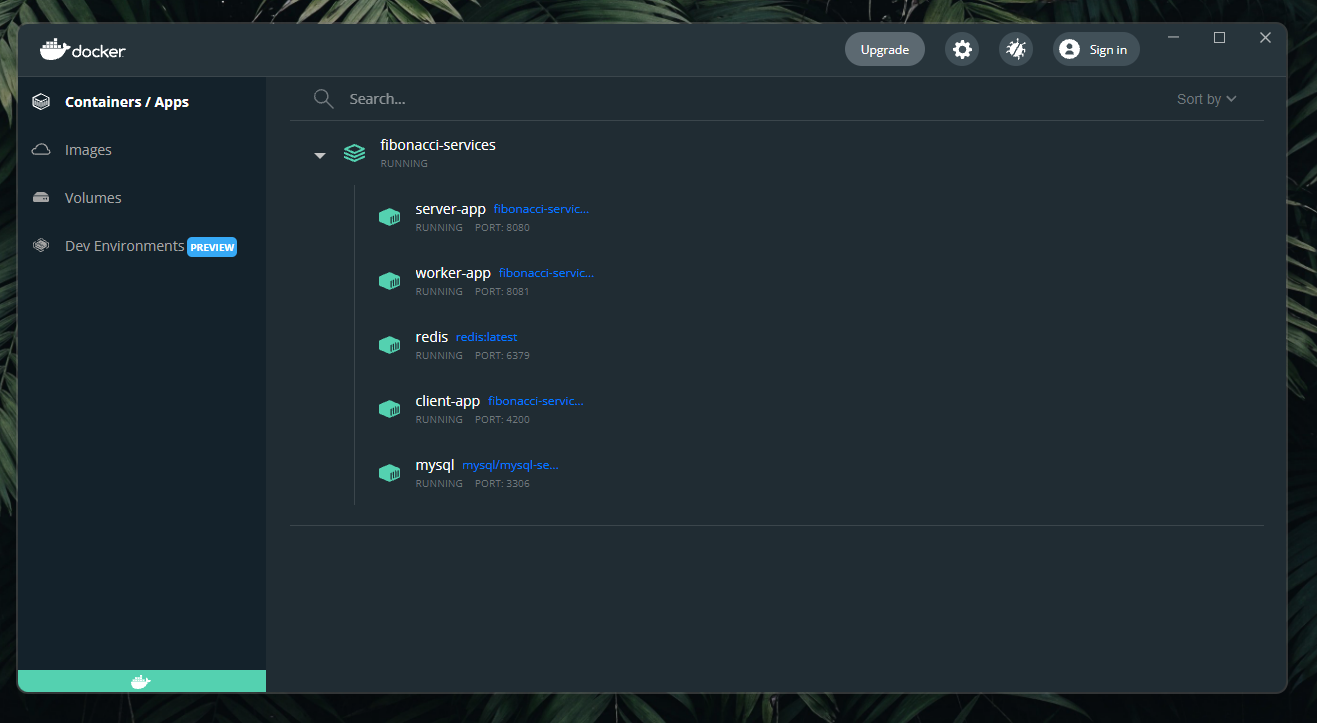 docker
Upgrade
Sign in
Containers / Apps
Images
Volumes
Dev Environments PREVIEW
Search...
Sort by
fibonacci-services
RUNNING
server-app fibonacci-servic...
RUNNING PORT: 8080
worker-app fibonacci-servic...
RUNNING PORT: 8081
redis redis:latest
RUNNING PORT: 6379
client-app fibonacci-servic...
RUNNING PORT: 4200
mysql mysql/mysql-se...
RUNNING PORT: 3306